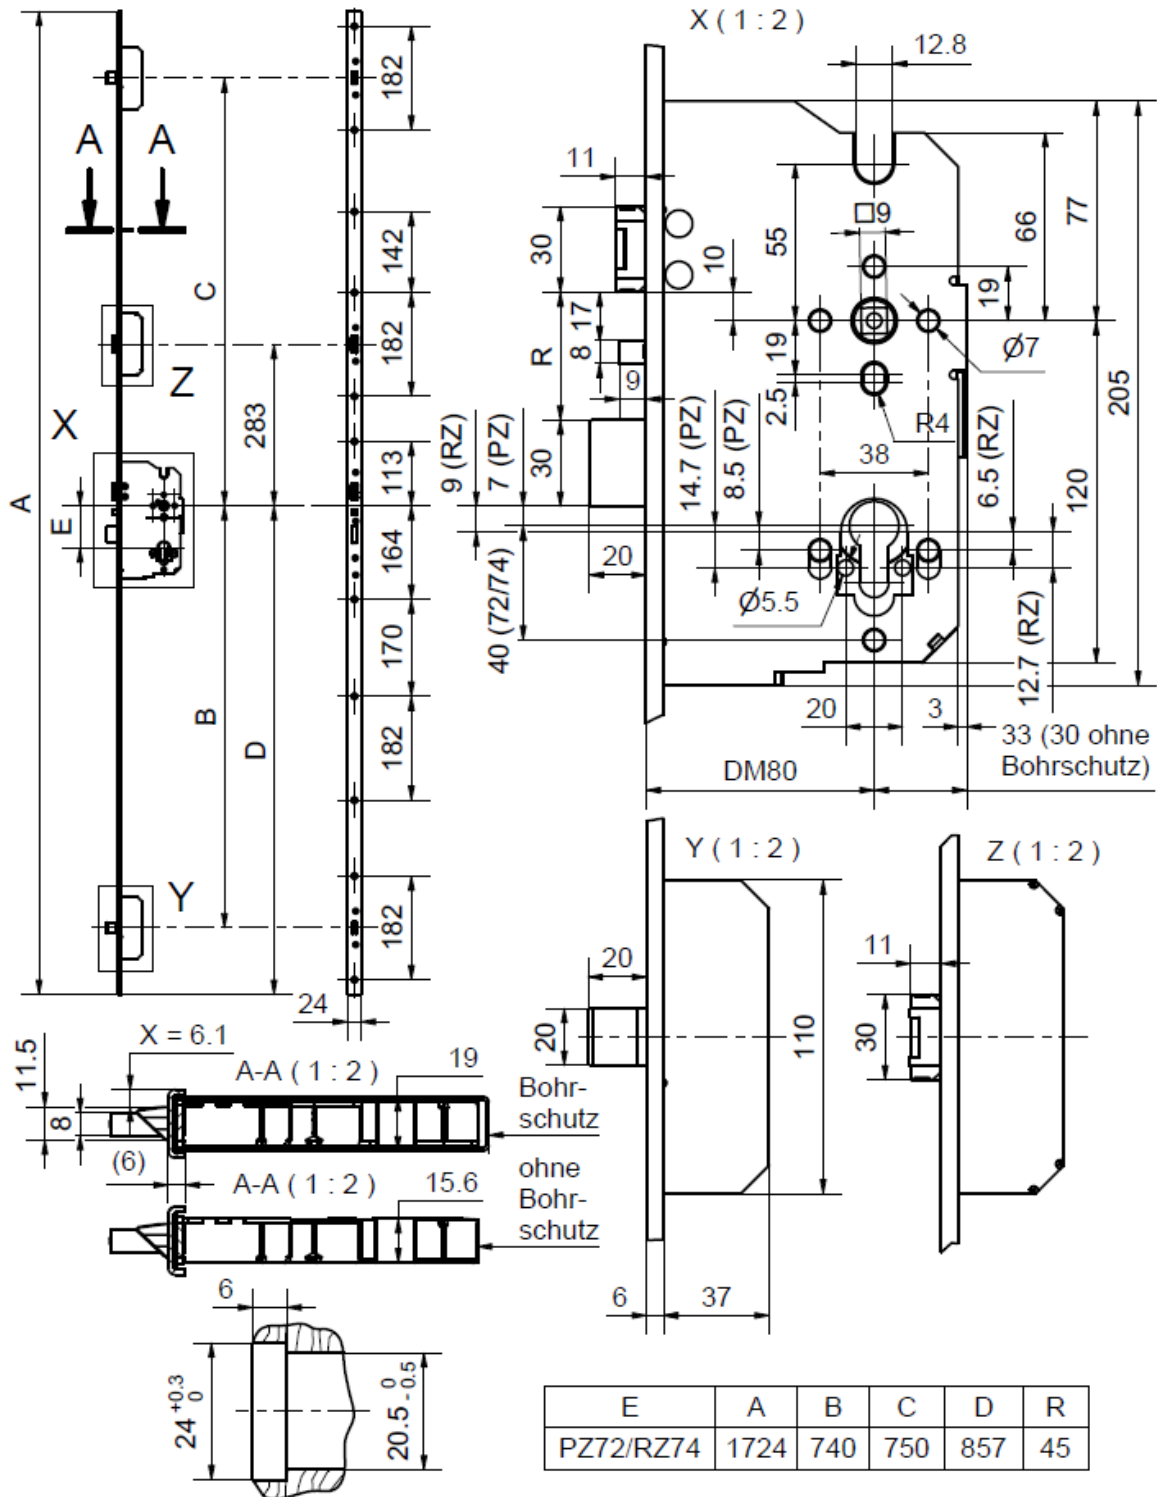 X ( 1 : 2 )
12.8
182
A
A
11
□9
30
10
55
66
77
19
142
C
17
R
8
19
Ø7
182
Z
9
2.5
R4
205
X
283
9 (RZ)
7 (PZ)
30
14.7 (PZ)
8.5 (PZ)
38
6.5 (RZ)
113
120
A
E
164
20
Ø5.5
40 (72/74)
12.7 (RZ)
170
B
20
3
33 (30 ohne
Bohrschutz)
D
182
DM80
Y ( 1 : 2 )
Z ( 1 : 2 )
Y
182
20
11
24
20
110
30
X = 6.1
11.5
A-A ( 1 : 2 )
19
Bohr-
schutz
8
(6)
A-A ( 1 : 2 )
15.6
ohne
Bohr-
schutz
6
6
37
24 +0.3 0
20.5 0 -0.5
E A B C D R
PZ72/RZ74 1724 740 750 857 45